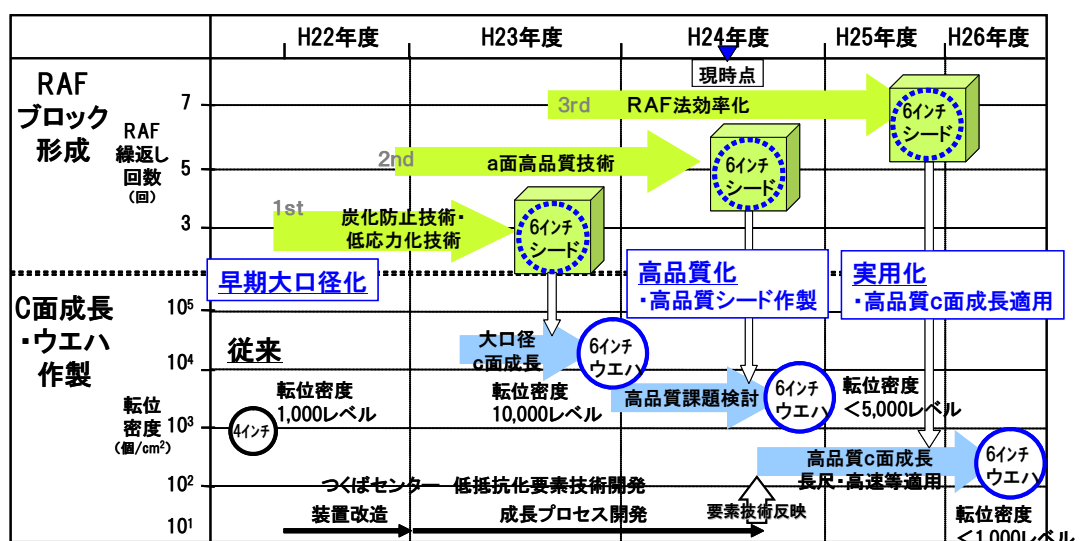 H22年度
H23年度
H24年度
H25年度
H26年度
現時点
RAF
ブロック
形成
RAF
繰返し
回数
(回)
7
5
3
3rd
RAF法効率化
6インチ
シード
2nd
a面高品質技術
6インチ
シード
1st
炭化防止技術・
低応力化技術
6インチ
シード
早期大口径化
高品質化
・高品質シード作製
実用化
・高品質c面成長適用
C面成長
・ウエハ
作製
転位
密度
(個/cm²)
10⁵
10⁴
10³
10²
10¹
従来
4インチ
転位密度
1,000レベル
大口径
c面成長
6インチ
ウエハ
転位密度
10,000レベル
高品質課題検討
6インチ
ウエハ
転位密度
<5,000レベル
高品質c面成長
長尺・高速等適用
6インチ
ウエハ
転位密度
<1,000レベル
つくばセンター 低抵抗化要素技術開発
装置改造
成長プロセス開発
要素技術反映